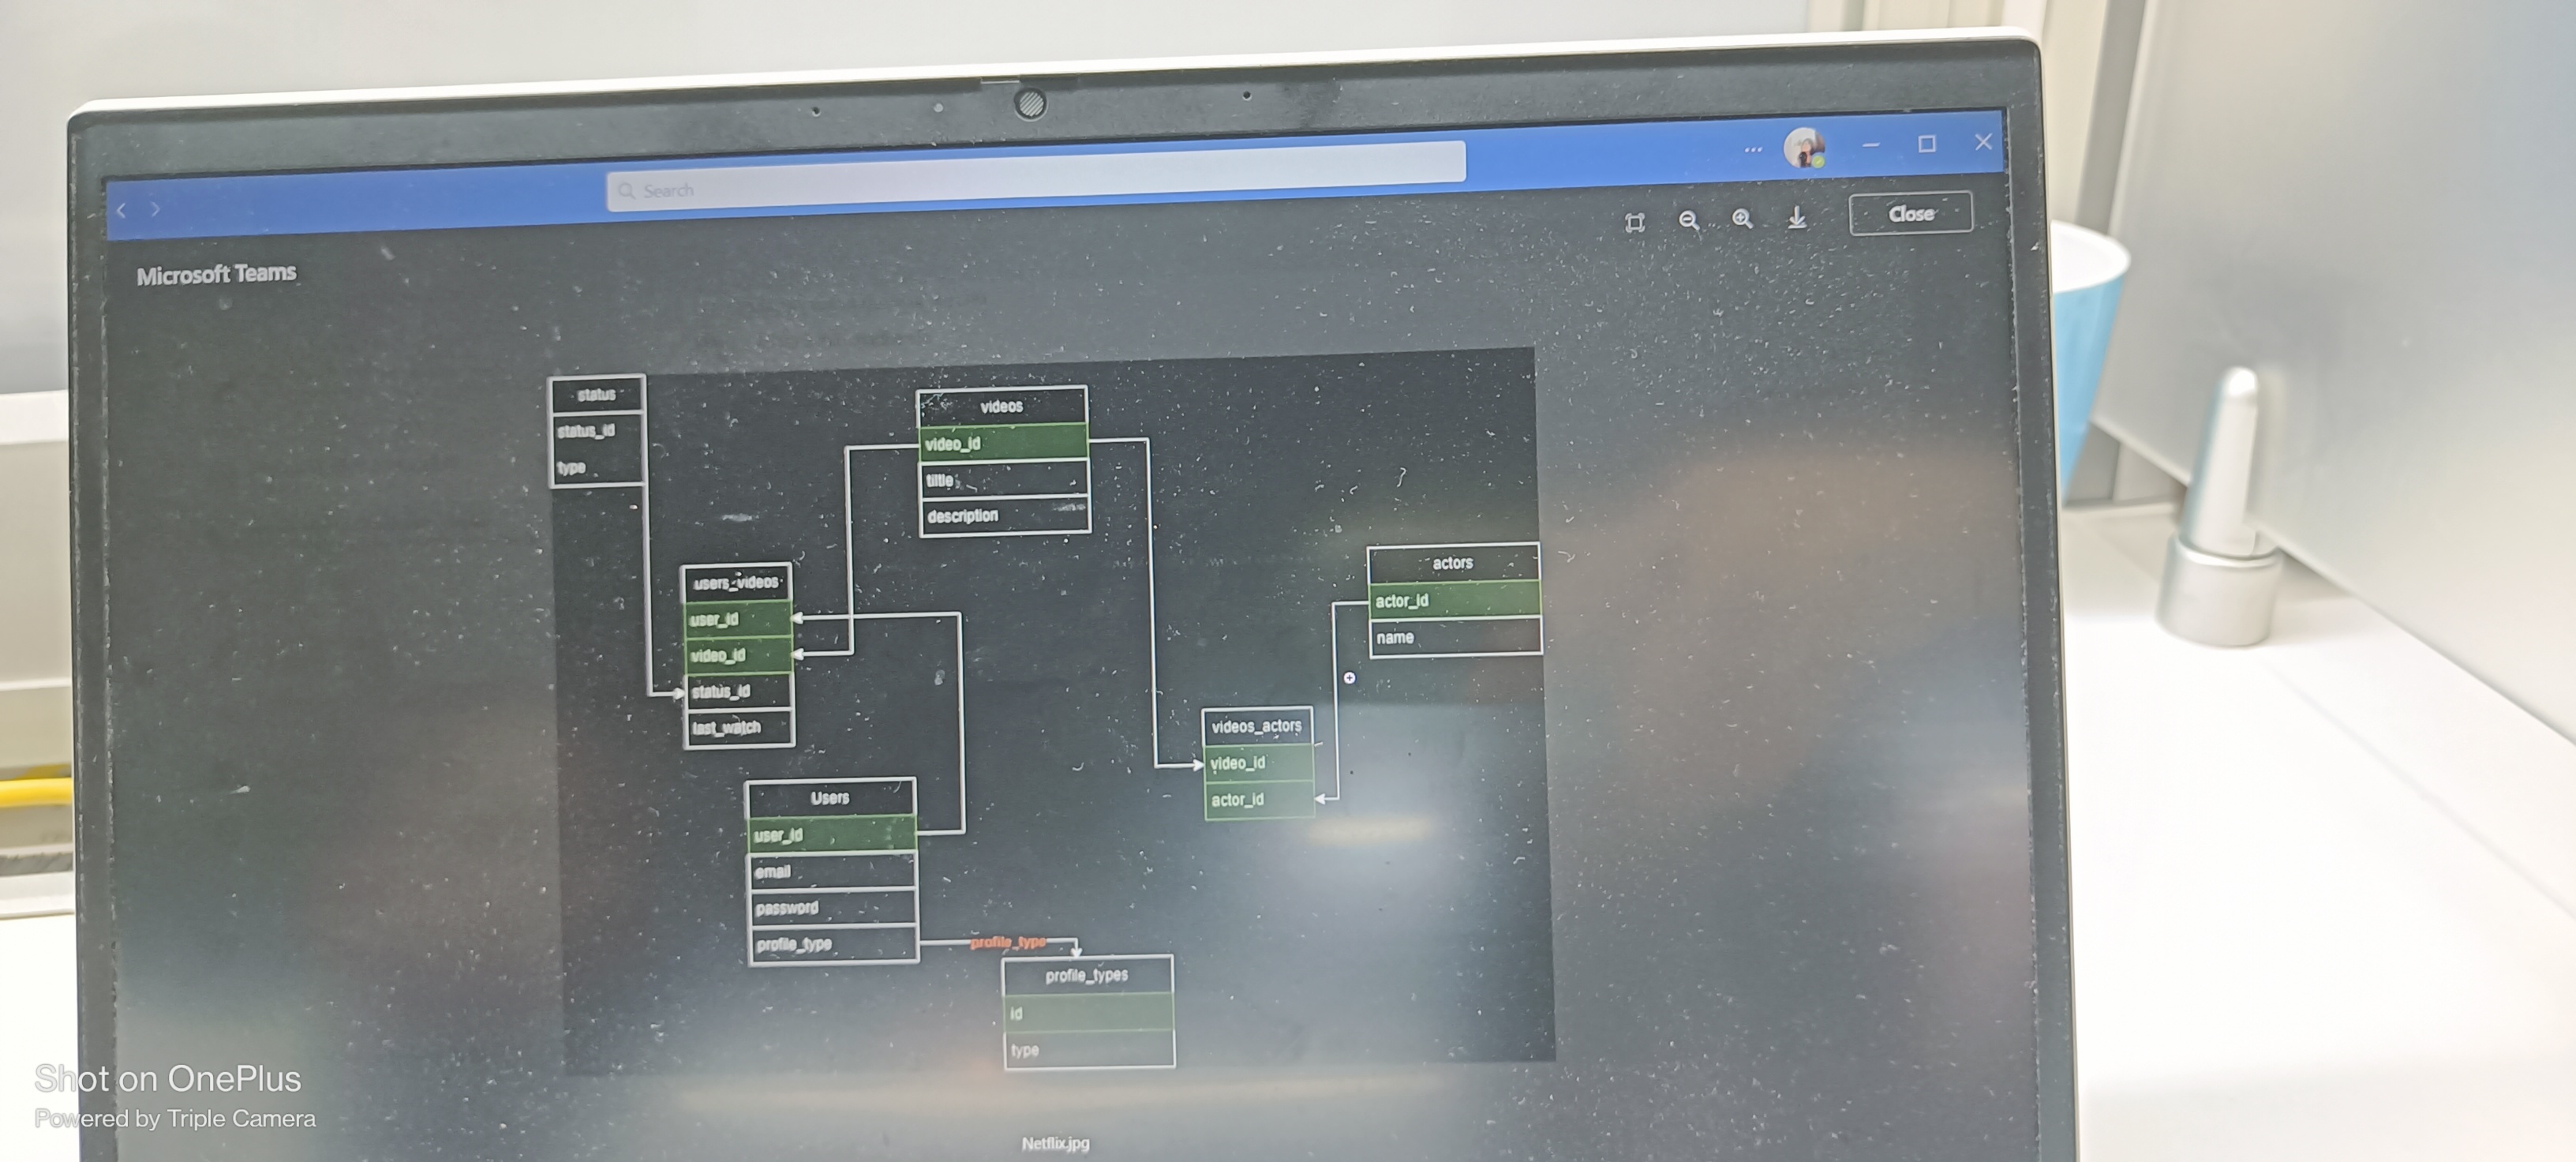 Search
Close
Microsoft Teams
status
status_id
type
videos
video_id
tiltle
description
users_videos
user_id
video_id
status_id
last_watch
actors
actor_id
name
videos_actors
video_id
actor_id
Users
user_id
email
password
profile_type
profile_type
profile_types
id
type
Netflix.jpg
Shot on OnePlus
Powered by Triple Camera